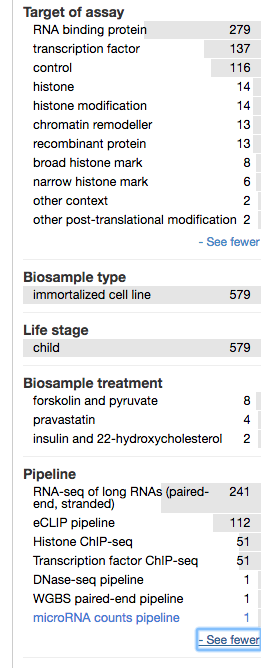 Target of assay
RNA binding protein 279
transcription factor 137
control 116
histone 14
histone modification 14
chromatin remodeller 13
recombinant protein 13
broad histone mark 8
narrow histone mark 6
other context 2
other post-translational modification 2
- See fewer
Biosample type
immortalized cell line 579
Life stage
child 579
Biosample treatment
forskolin and pyruvate 8
pravastatin 4
insulin and 22-hydroxycholesterol 2
Pipeline
RNA-seq of long RNAs (paired- 241
end, stranded)
eCLIP pipeline 112
Histone ChIP-seq 51
Transcription factor ChIP-seq 51
DNase-seq pipeline 1
WGBS paired-end pipeline 1
microRNA counts pipeline 1
- See fewer